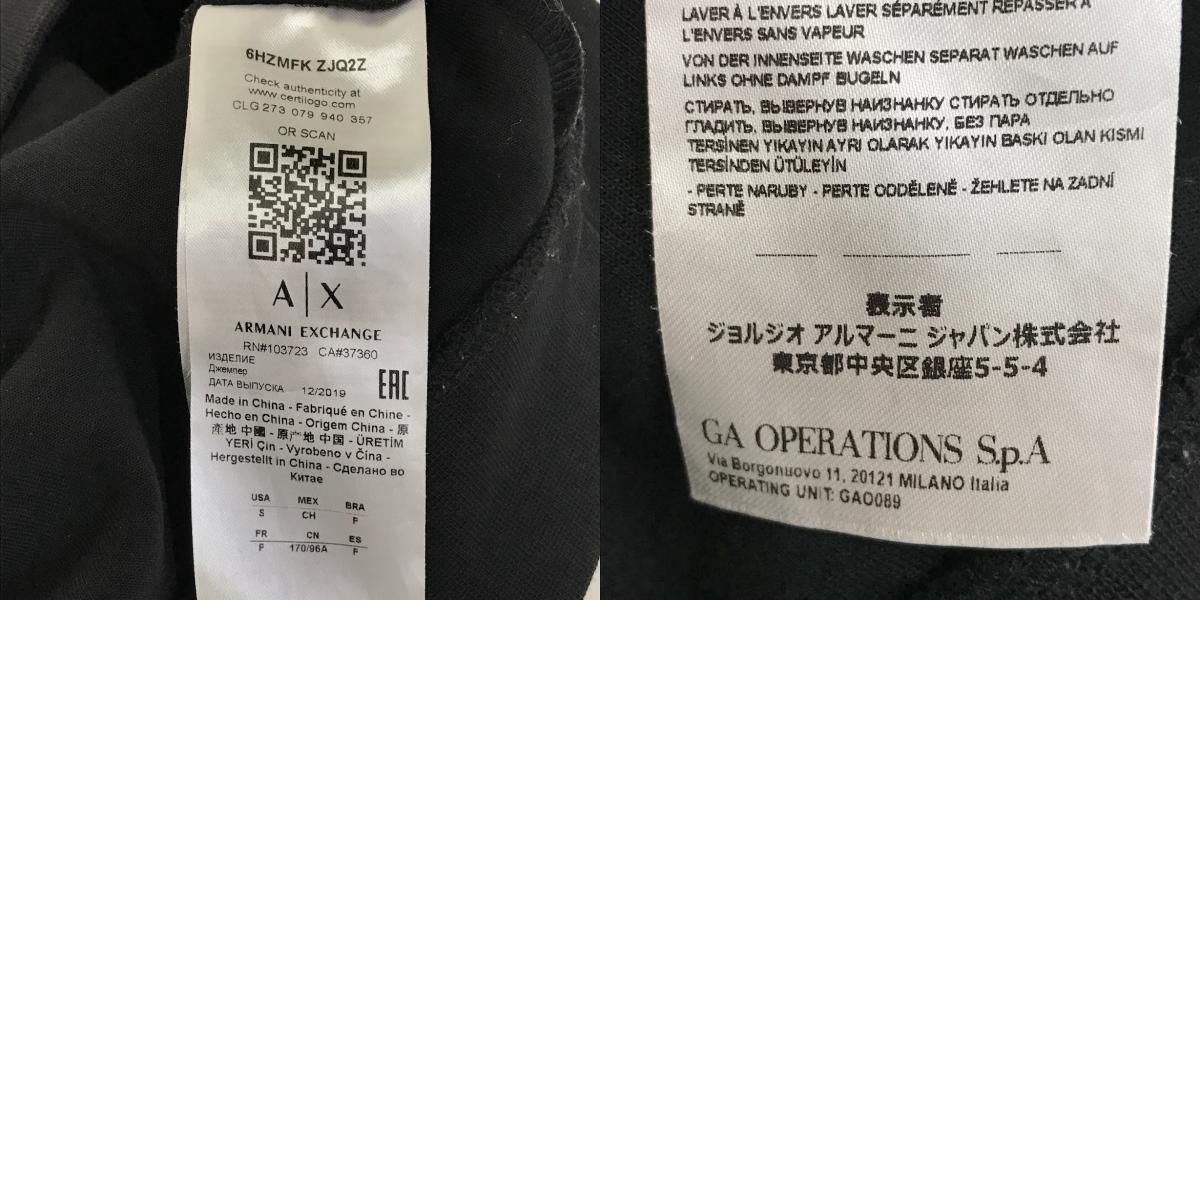 6HZMFK ZJQ2Z
Check authenticity at
www.certilogo.com
CLG 273 079 940 357
OR SCAN
A|X
ARMANI EXCHANGE
RN#103723 CA#37360
ИЗДЕЛИЕ
Джемпер
ДАТА ВЫПУСКА 12/2019
EAC
Made in China - Fabriqué en Chine -
Hecho en China - Origem China - 原
產地 中國 - 原产地 中国 - ÜRETİM
YERİ Çin - Vyrobeno v Čína -
Hergestellt in China - Сделано во
Китае
USA MEX BRA
S CH F
FR CN ES
P 170/96A F
LAVER À L'ENVERS LAVER SÉPARÉMENT REPASSER À
L'ENVERS SANS VAPEUR
VON DER INNENSEITE WASCHEN SEPARAT WASCHEN AUF
LINKS OHNE DAMPF BUGELN
СТИРАТЬ, ВЫВЕРНУВ НАИЗНАНКУ СТИРАТЬ ОТДЕЛЬНО
ГЛАДИТЬ, ВЫВЕРНУВ НАИЗНАНКУ, БЕЗ ПАРА
TERSİNEN YIKAYIN AYRI OLARAK YIKAYIN BASKI OLAN KISMI
TERSİNDEN ÜTÜLEYİN
- PERTE NARUBY - PERTE ODDĚLENĚ - ŽEHLETE NA ZADNÍ
STRANĚ
表示者
ジョルジオ アルマーニ ジャパン株式会社
東京都中央区銀座5-5-4
GA OPERATIONS S.p.A
Via Borgonuovo 11, 20121 MILANO Italia
OPERATING UNIT: GAO089